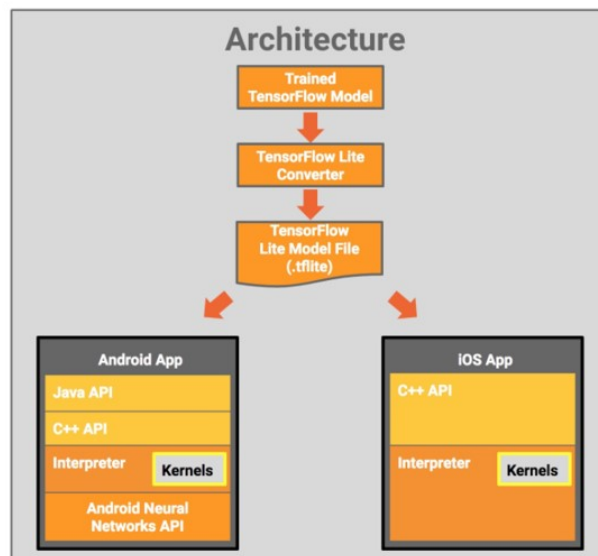 Architecture
Trained
TensorFlow Model
TensorFlow Lite
Converter
TensorFlow
Lite Model File
(.tflite)
Android App
Java API
C++ API
Interpreter
Kernels
Android Neural
Networks API
iOS App
C++ API
Interpreter
Kernels